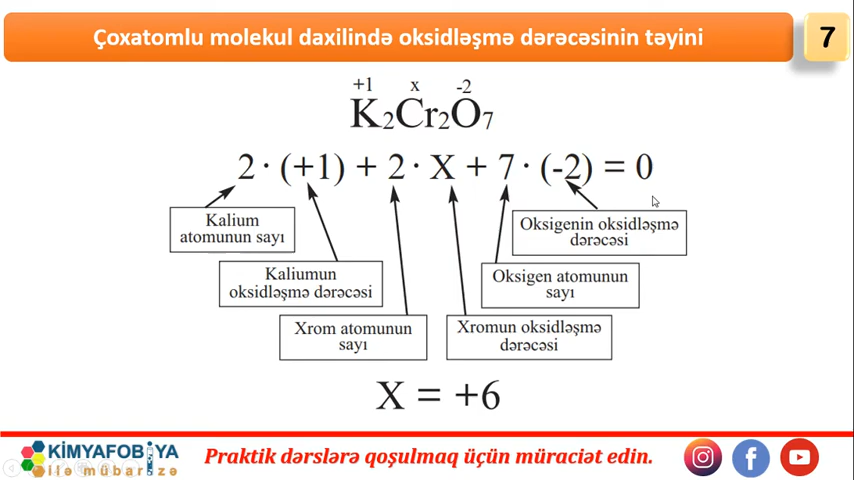 Çoxatomlu molekul daxilində oksidləşmə dərəcəsinin təyini
7
+1 x -2
K₂Cr₂O₇
2 · (+1) + 2 · X + 7 · (-2) = 0
Kalium
atomunun sayı
Oksigenin oksidləşmə
dərəcəsi
Kaliumun
oksidləşmə dərəcəsi
Oksigen atomunun
sayı
Xrom atomunun
sayı
Xromun oksidləşmə
dərəcəsi
X = +6
KİMYAFOBİYA
ilə mübarizə
Praktik dərslərə qoşulmaq üçün müraciət edin.